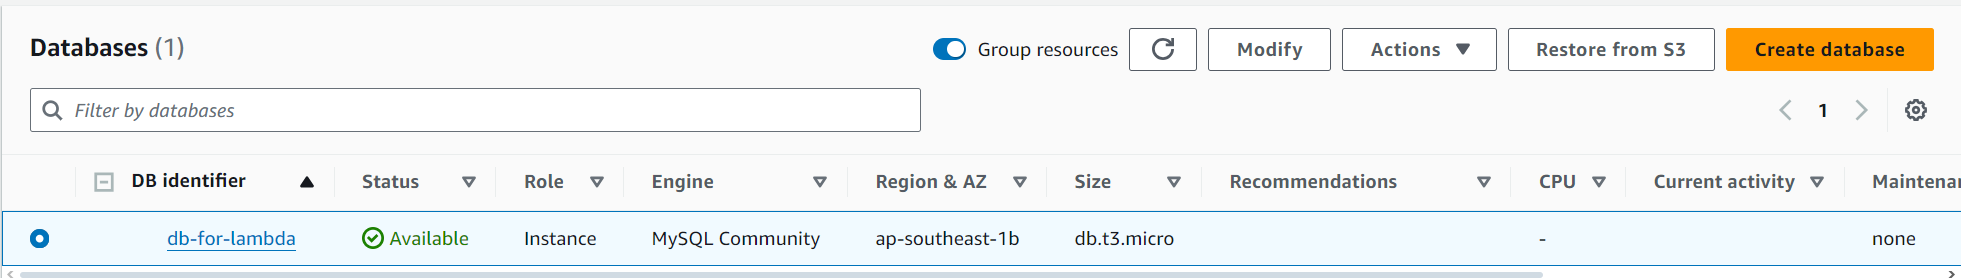 Databases (1)
Group resources
Modify
Actions
Restore from S3
Create database
Filter by databases
1
DB identifier Status Role Engine Region & AZ Size Recommendations CPU Current activity Maintenan
db-for-lambda Available Instance MySQL Community ap-southeast-1b db.t3.micro - none